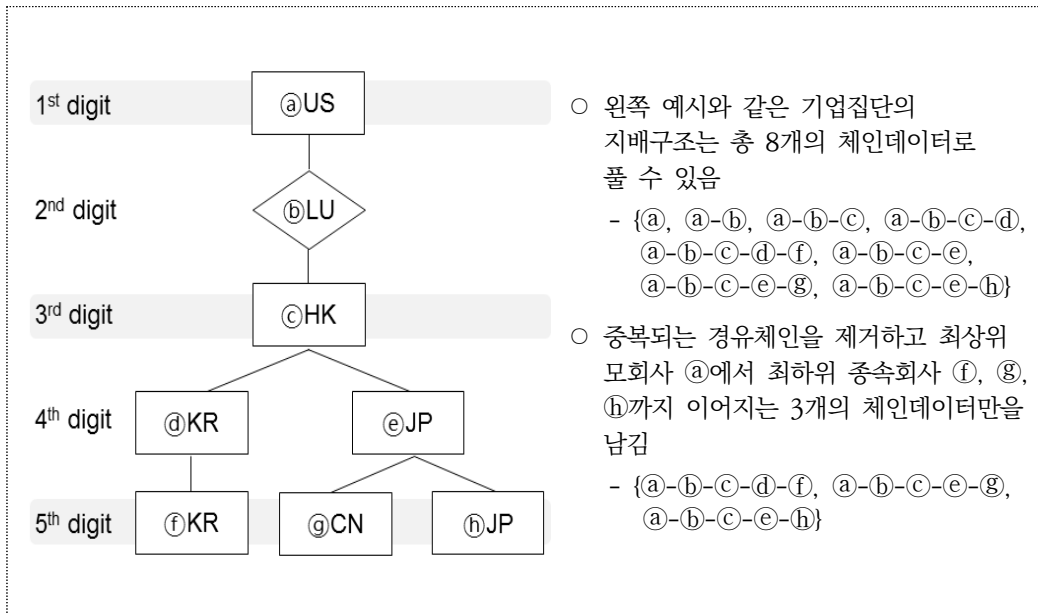 1st digit
ⓐUS
2nd digit
ⓑLU
3rd digit
ⓒHK
4th digit
ⓓKR
ⓔJP
5th digit
ⓕKR
ⓖCN
ⓗJP
○ 왼쪽 예시와 같은 기업집단의
지배구조는 총 8개의 체인데이터로
풀 수 있음
- {ⓐ, ⓐ-ⓑ, ⓐ-ⓑ-ⓒ, ⓐ-ⓑ-ⓒ-ⓓ,
ⓐ-ⓑ-ⓒ-ⓓ-ⓕ, ⓐ-ⓑ-ⓒ-ⓔ,
ⓐ-ⓑ-ⓒ-ⓔ-ⓖ, ⓐ-ⓑ-ⓒ-ⓔ-ⓗ}
○ 중복되는 경유체인을 제거하고 최상위
모회사 ⓐ에서 최하위 종속회사 ⓕ, ⓖ,
ⓗ까지 이어지는 3개의 체인데이터만을
남김
- {ⓐ-ⓑ-ⓒ-ⓓ-ⓕ, ⓐ-ⓑ-ⓒ-ⓔ-ⓖ,
ⓐ-ⓑ-ⓒ-ⓔ-ⓗ}